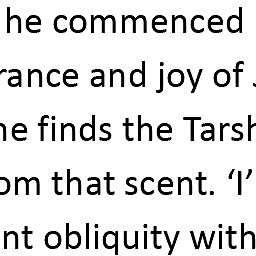 he commenced
rance and joy of
he finds the Tarsh
om that scent. ‘I’
nt obliquity with